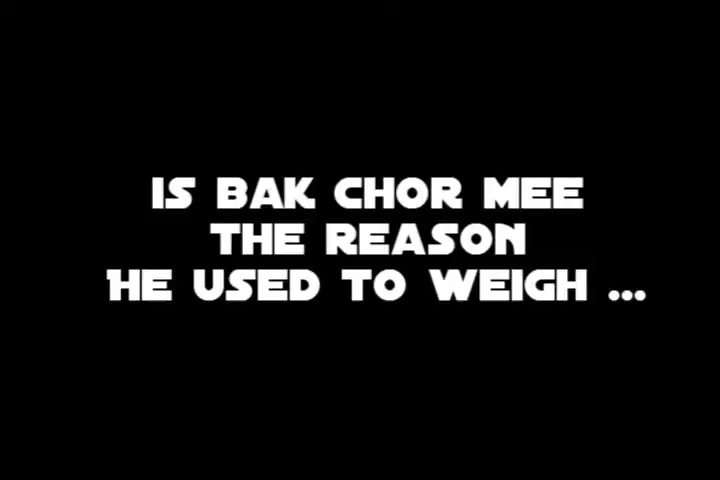 IS BAK CHOR MEE
THE REASON
HE USED TO WEIGH ...